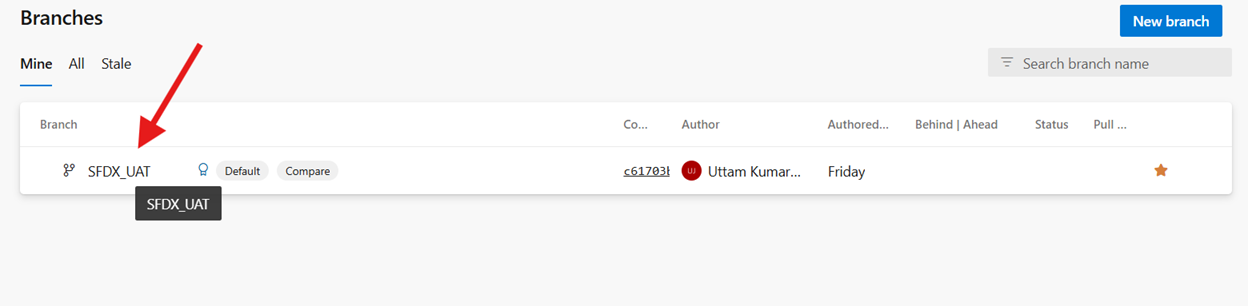 Branches
New branch
Mine All Stale
Search branch name
Branch Co... Author Authored... Behind | Ahead Status Pull ...
SFDX_UAT Default Compare c61703b UJ Uttam Kumar... Friday
SFDX_UAT